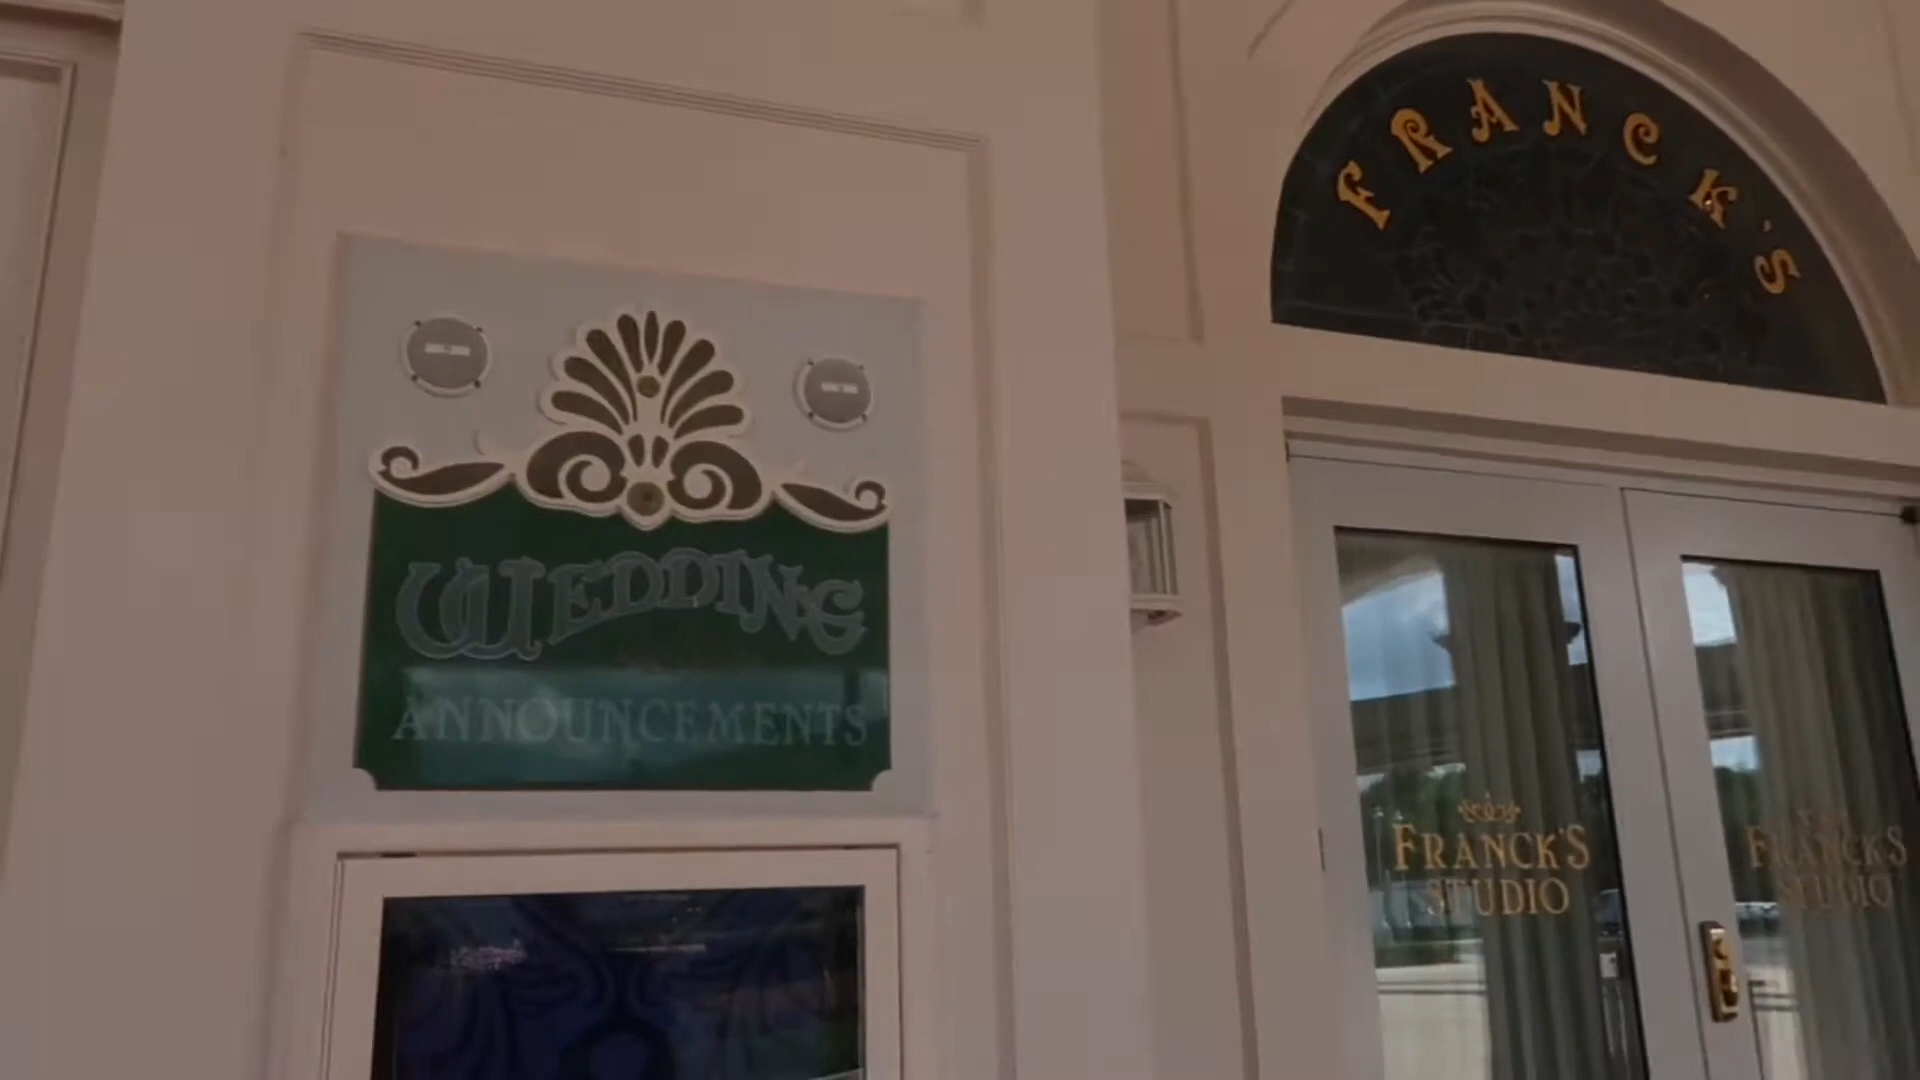 WEDDING
ANNOUNCEMENTS
FRANCK'S
FRANCK'S
STUDIO
FRANCK'S
STUDIO